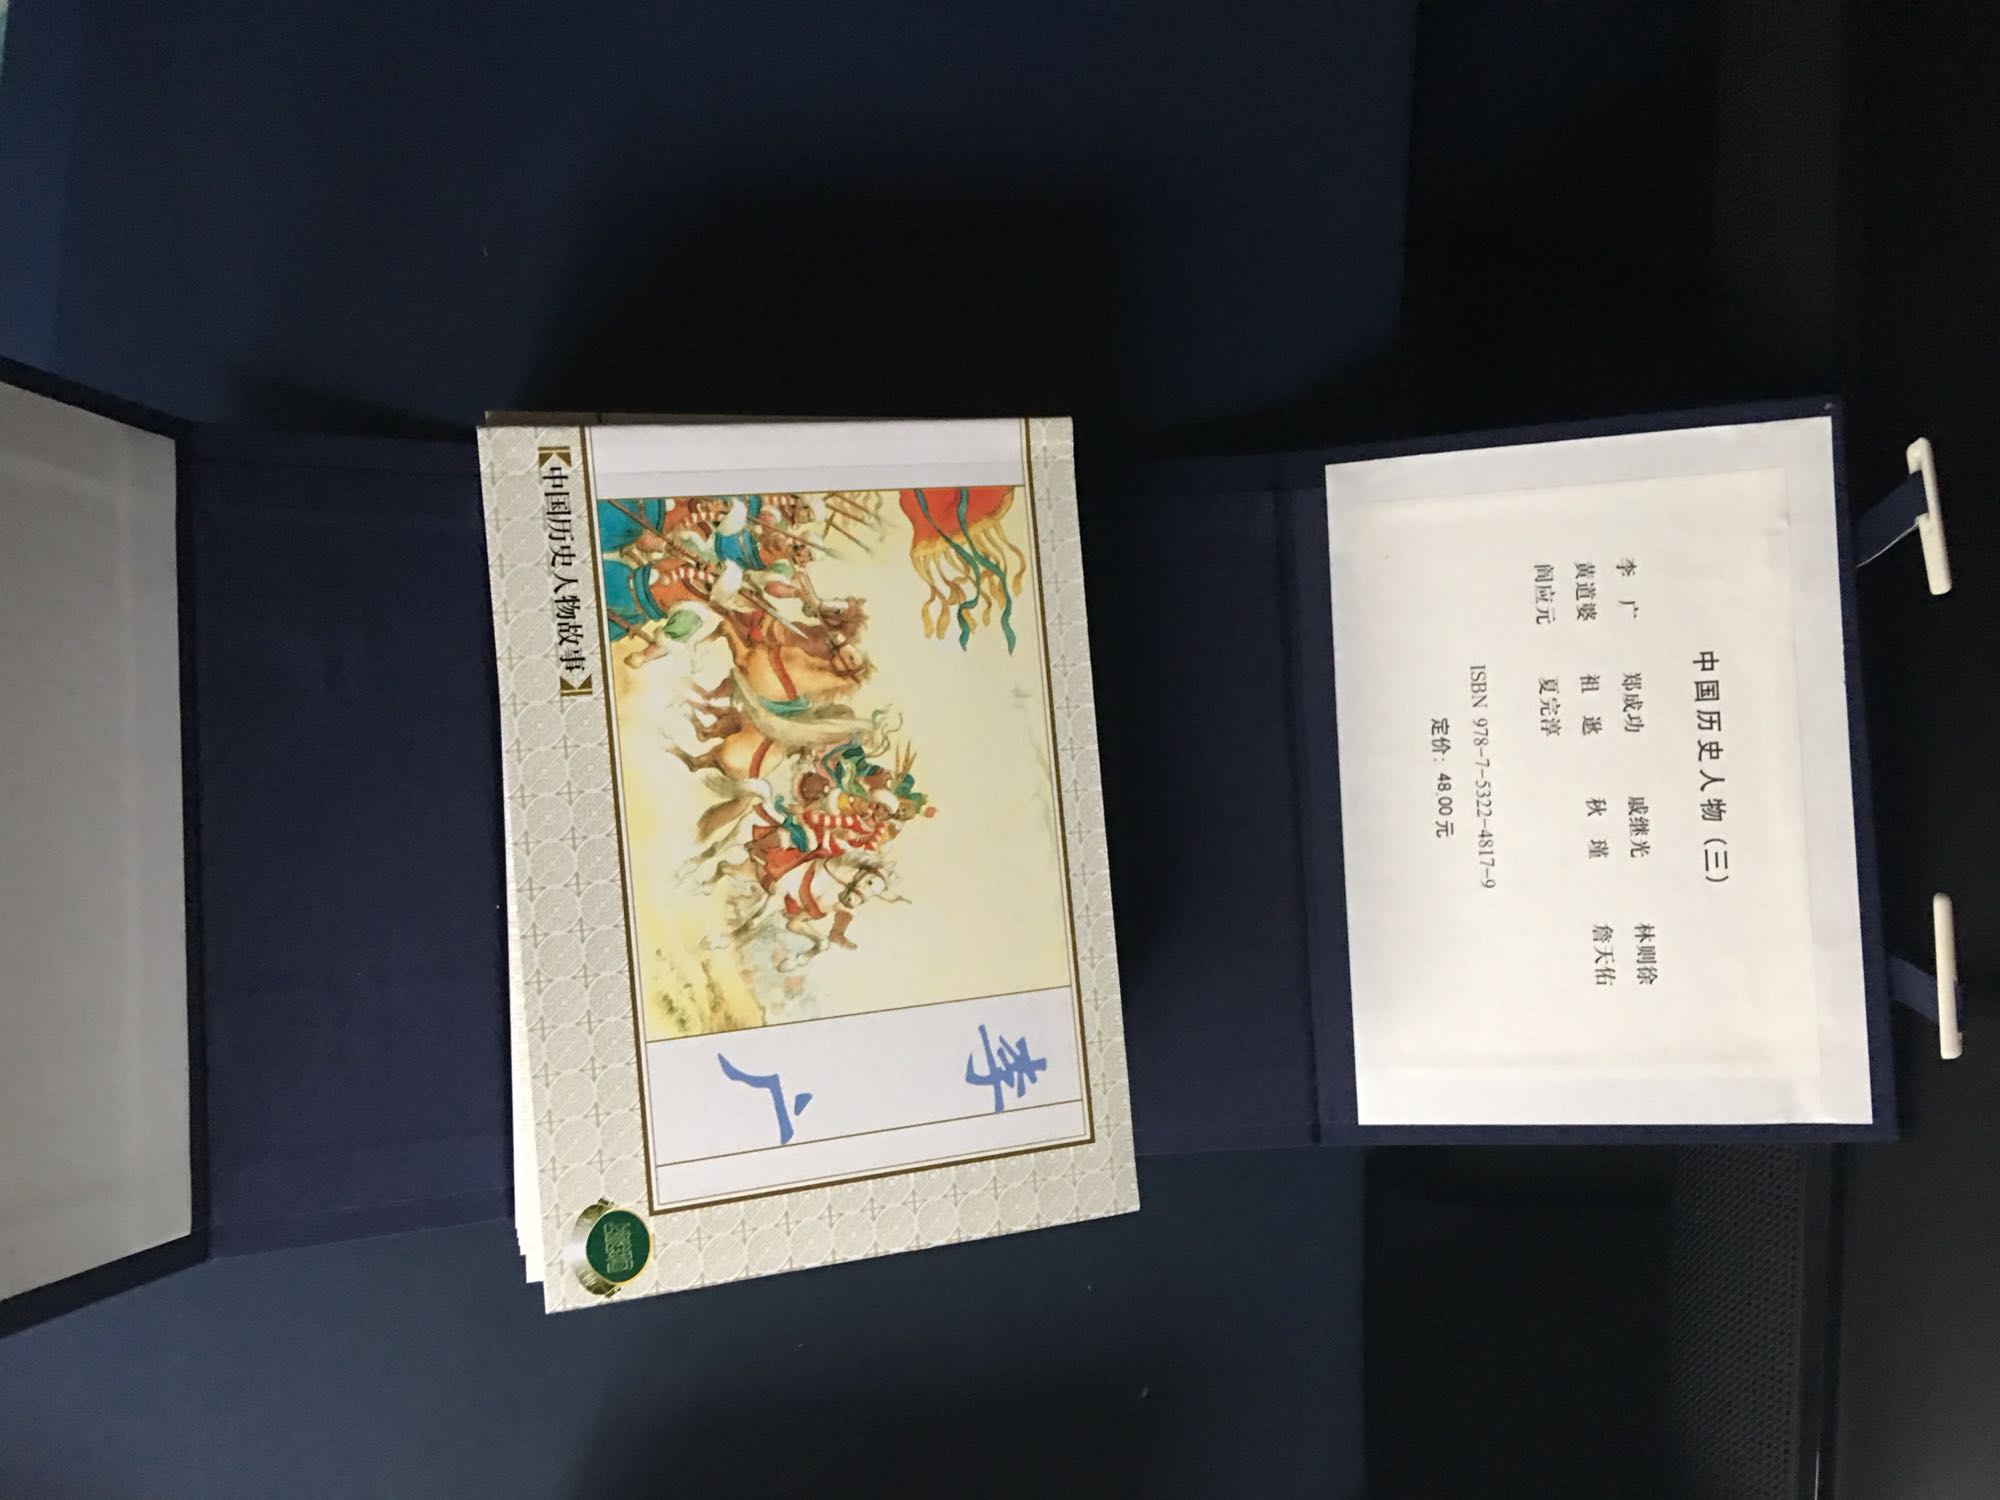 中国历史人物（三）
李 广 郑成功 戚继光 林则徐
黄道婆 祖 逖 秋 瑾 詹天佑
阎应元 夏完淳
ISBN 978-7-5322-4817-9
定价：48.00元
李广
中国历史人物故事